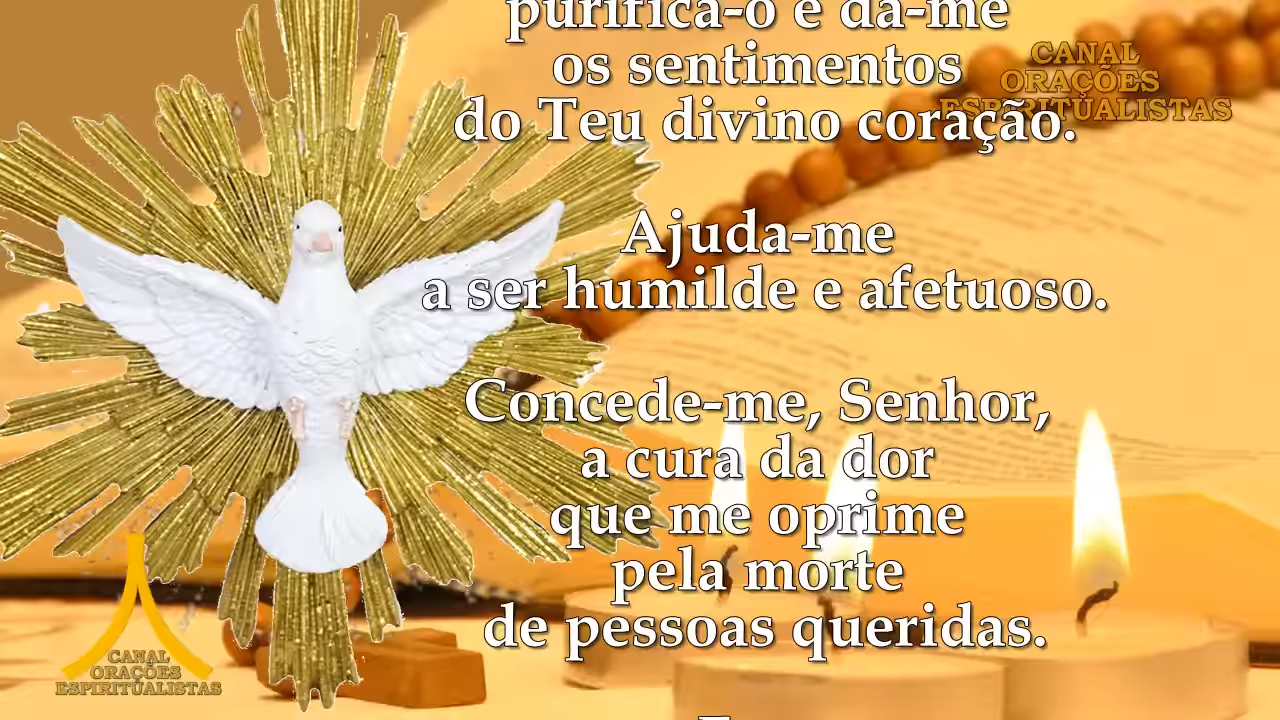 purifica-o e dá-me
os sentimentos
do Teu divino coração.
Ajuda-me
a ser humilde e afetuoso.
Concede-me, Senhor,
a cura da dor
que me oprime
pela morte
de pessoas queridas.
CANAL
ORAÇÕES
ESPIRITUALISTAS
CANAL
ORAÇÕES
ESPIRITUALISTAS